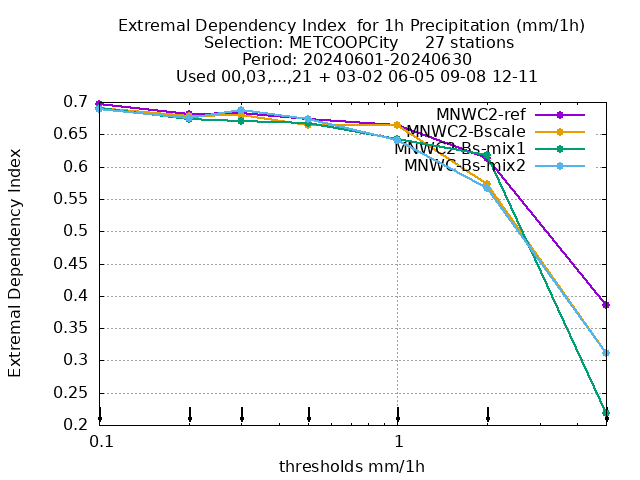 Extremal Dependency Index  for 1h Precipitation (mm/1h)
Selection: METCOOPCity     27 stations
Period: 20240601-20240630
Used 00,03,...,21 + 03-02 06-05 09-08 12-11
MNWC2-ref
MNWC2-Bscale
MNWC2-Bs-mix1
MNWC-Bs-mix2
Extremal Dependency Index
0.7
0.65
0.6
0.55
0.5
0.45
0.4
0.35
0.3
0.25
0.2
0.1
1
thresholds mm/1h